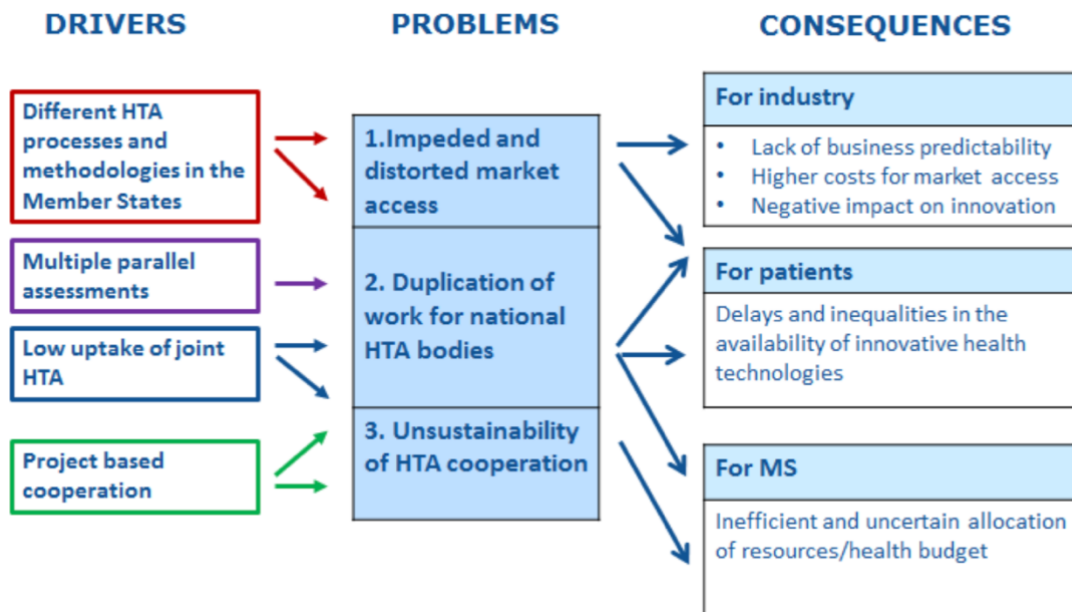 DRIVERS
Different HTA
processes and
methodologies in the
Member States
Multiple parallel
assessments
Low uptake of joint
HTA
Project based
cooperation
PROBLEMS
1.Impeded and
distorted market
access
2. Duplication of
work for national
HTA bodies
3. Unsustainability
of HTA cooperation
CONSEQUENCES
For industry
• Lack of business predictability
• Higher costs for market access
• Negative impact on innovation
For patients
Delays and inequalities in the
availability of innovative health
technologies
For MS
Inefficient and uncertain allocation
of resources/health budget